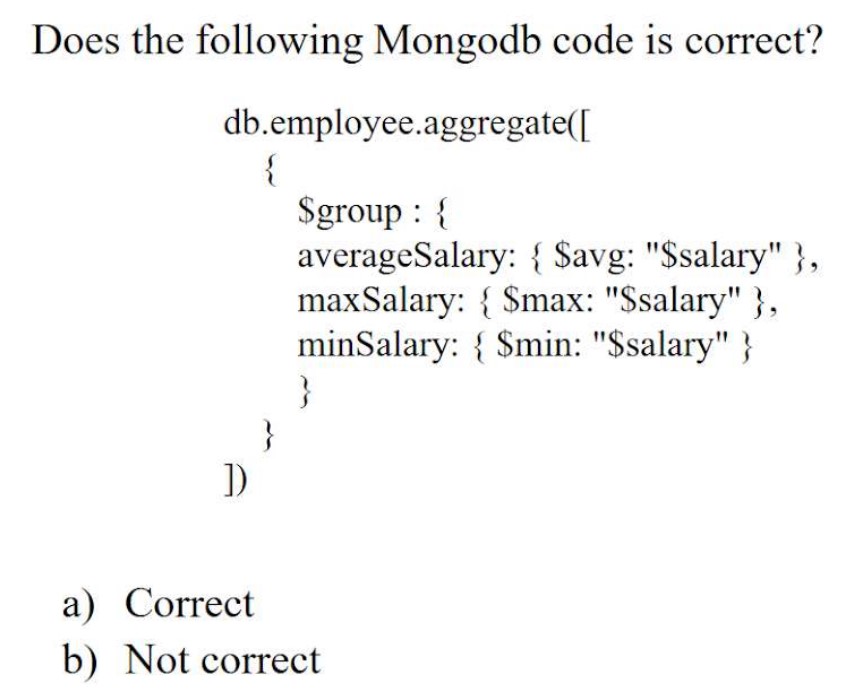 Does the following Mongodb code is correct?
db.employee.aggregate([
{
$group : {
averageSalary: { $avg: "$salary" },
maxSalary: { $max: "$salary" },
minSalary: { $min: "$salary" }
}
}
])
a) Correct
b) Not correct